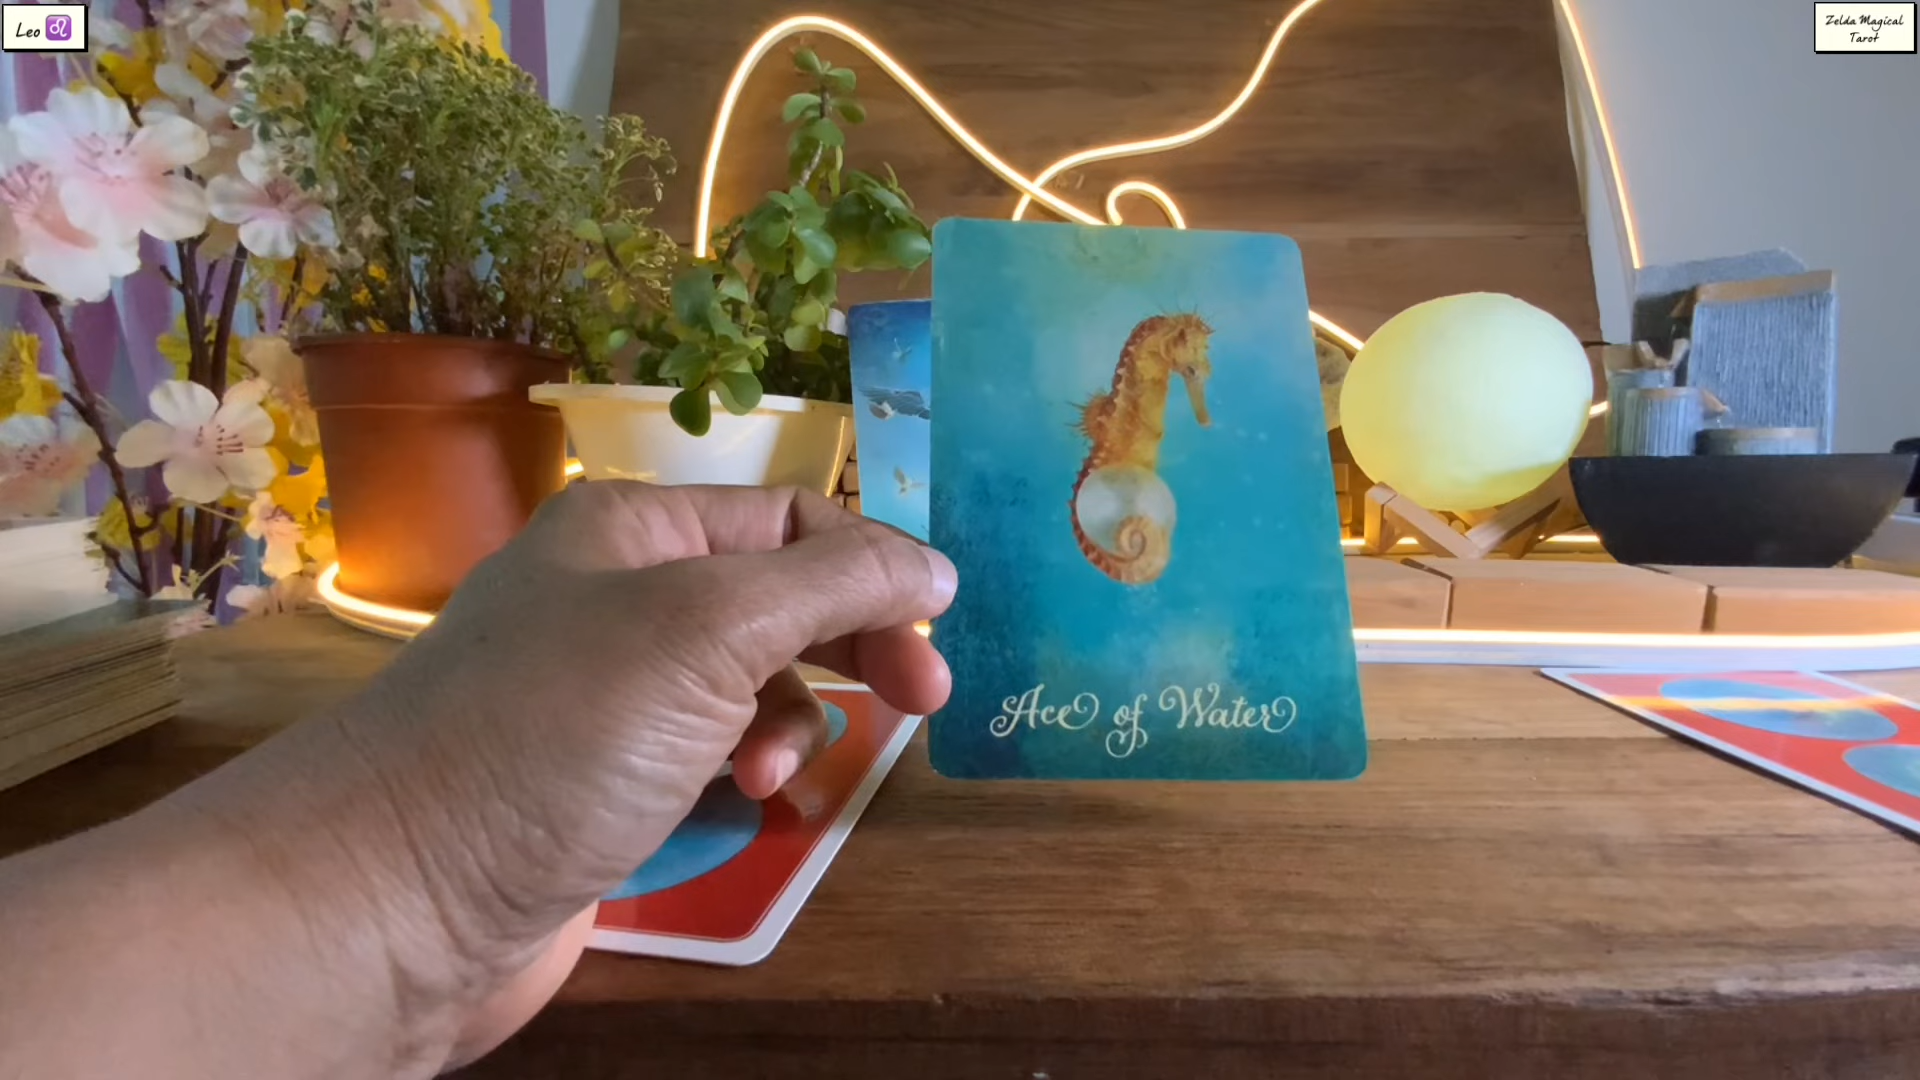 Leo ♌
Zelda Magical
Tarot
Ace of Water